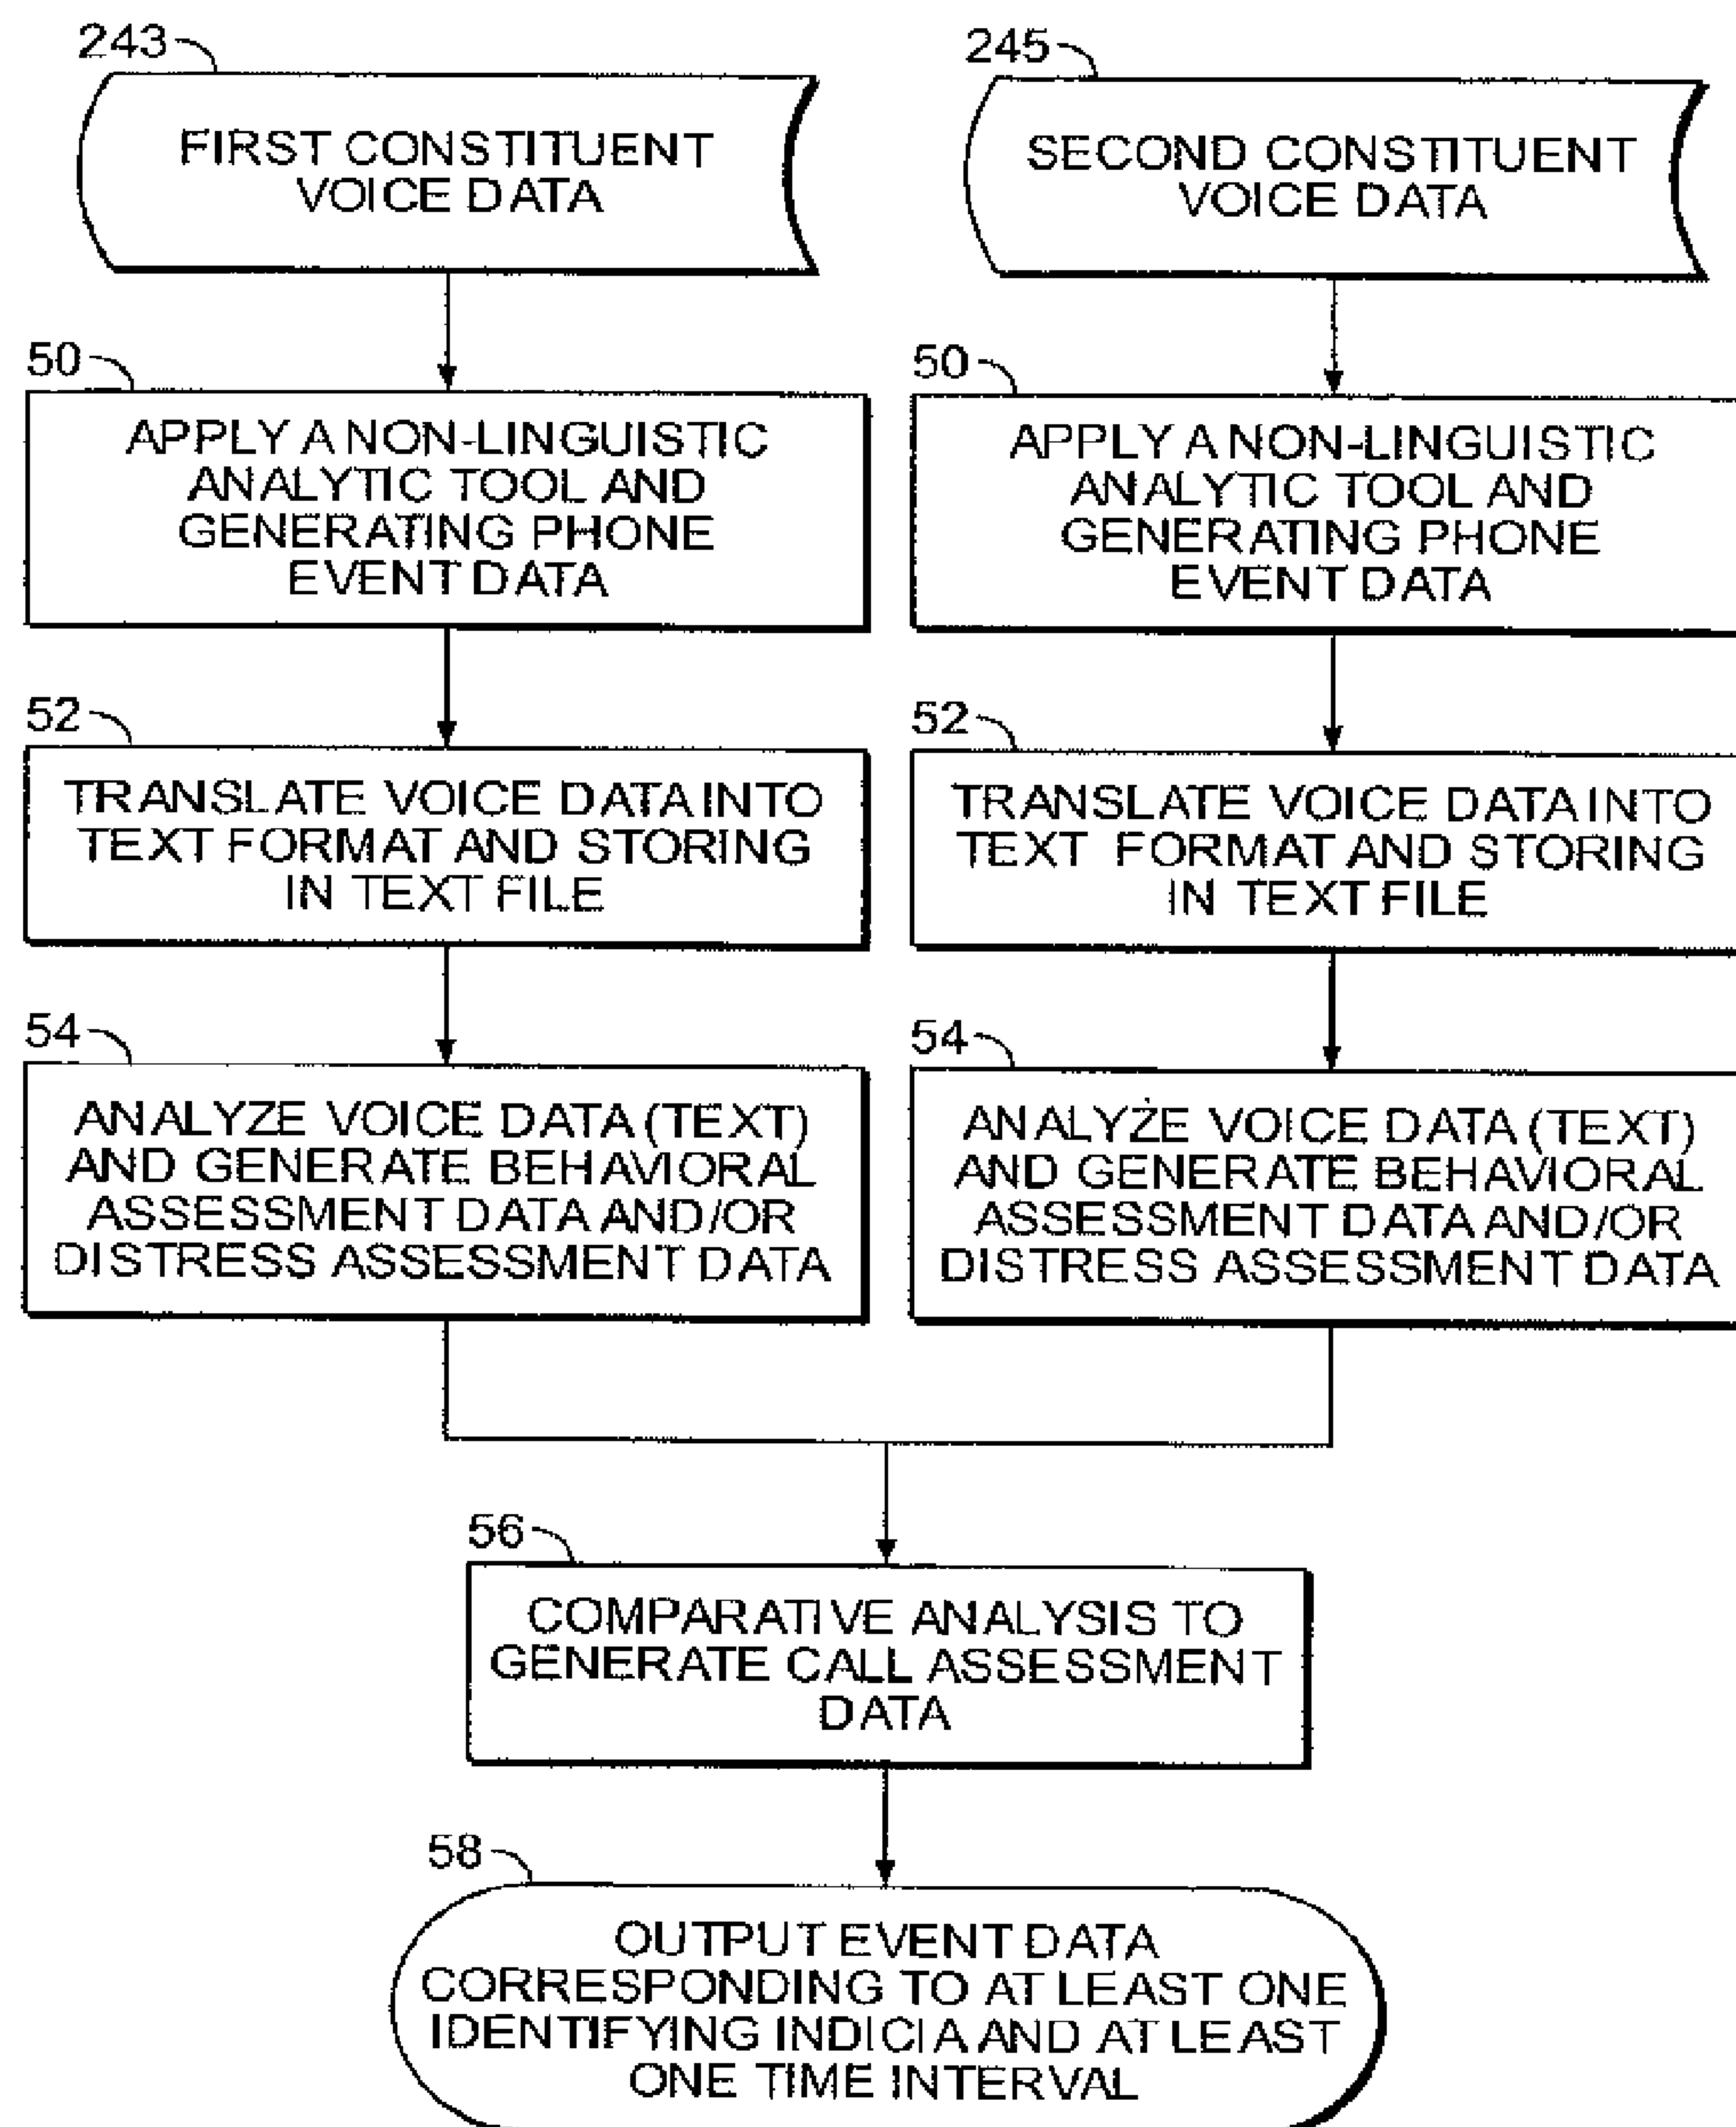 243
FIRST CONSTITUENT
VOICE DATA
245
SECOND CONSTITUENT
VOICE DATA
50
APPLY A NON-LINGUISTIC
ANALYTIC TOOL AND
GENERATING PHONE
EVENT DATA
50
APPLY A NON-LINGUISTIC
ANALYTIC TOOL AND
GENERATING PHONE
EVENT DATA
52
TRANSLATE VOICE DATA INTO
TEXT FORMAT AND STORING
IN TEXT FILE
52
TRANSLATE VOICE DATA INTO
TEXT FORMAT AND STORING
IN TEXT FILE
54
ANALYZE VOICE DATA (TEXT)
AND GENERATE BEHAVIORAL
ASSESSMENT DATA AND/OR
DISTRESS ASSESSMENT DATA
54
ANALYZE VOICE DATA (TEXT)
AND GENERATE BEHAVIORAL
ASSESSMENT DATA AND/OR
DISTRESS ASSESSMENT DATA
56
COMPARATIVE ANALYSIS TO
GENERATE CALL ASSESSMENT
DATA
58
OUTPUT EVENT DATA
CORRESPONDING TO AT LEAST ONE
IDENTIFYING INDICIA AND AT LEAST
ONE TIME INTERVAL